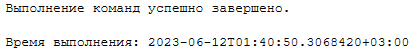 Выполнение команд успешно завершено.
Время выполнения: 2023-06-12T01:40:50.3068420+03:00